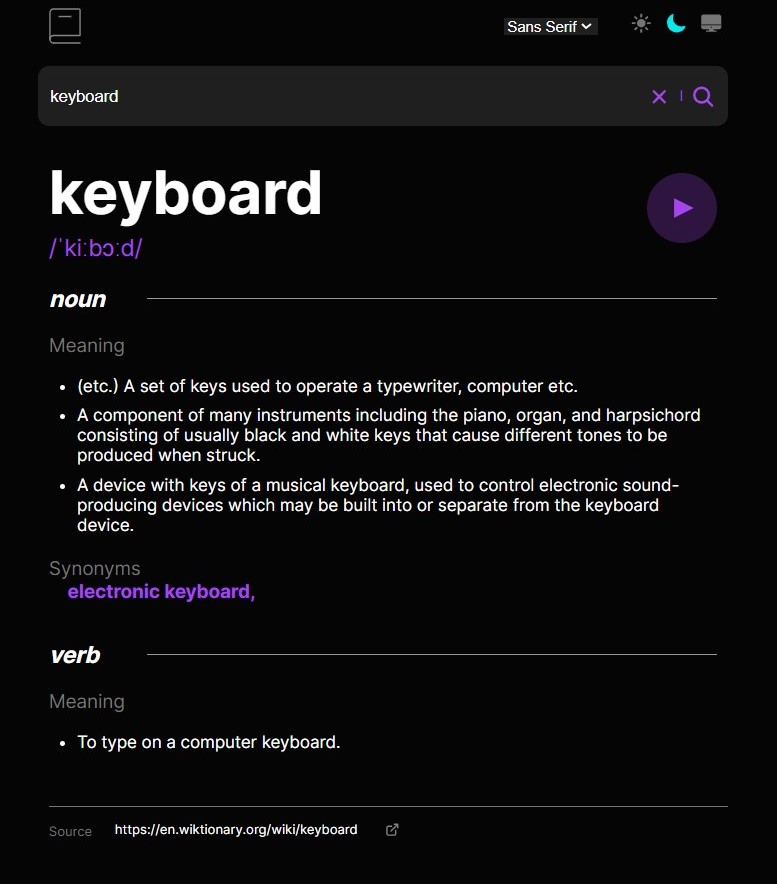 Sans Serif
keyboard
keyboard
/ˈkiːbɔːd/
noun
Meaning
(etc.) A set of keys used to operate a typewriter, computer etc.
A component of many instruments including the piano, organ, and harpsichord
consisting of usually black and white keys that cause different tones to be
produced when struck.
A device with keys of a musical keyboard, used to control electronic sound-
producing devices which may be built into or separate from the keyboard
device.
Synonyms
electronic keyboard,
verb
Meaning
To type on a computer keyboard.
Source https://en.wiktionary.org/wiki/keyboard